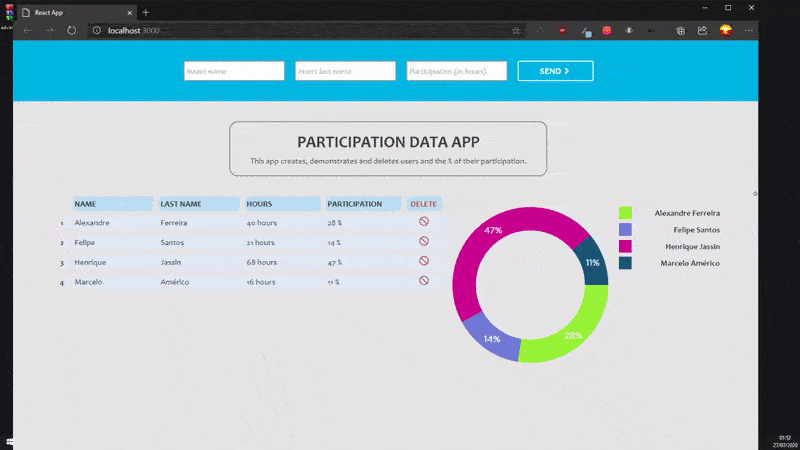 React App
localhost:3000
Insert name
Insert last name
Participation (in hours)
SEND
PARTICIPATION DATA APP
This app creates, demonstrates and deletes users and the % of their participation.
NAME LAST NAME HOURS PARTICIPATION DELETE
1 Alexandre Ferreira 40 hours 28 %
2 Felipe Santos 21 hours 14 %
3 Henrique Jassin 68 hours 47 %
4 Marcelo Américo 16 hours 11 %
47%
11%
14%
28%
Alexandre Ferreira
Felipe Santos
Henrique Jassin
Marcelo Américo
01:52
27/07/2020